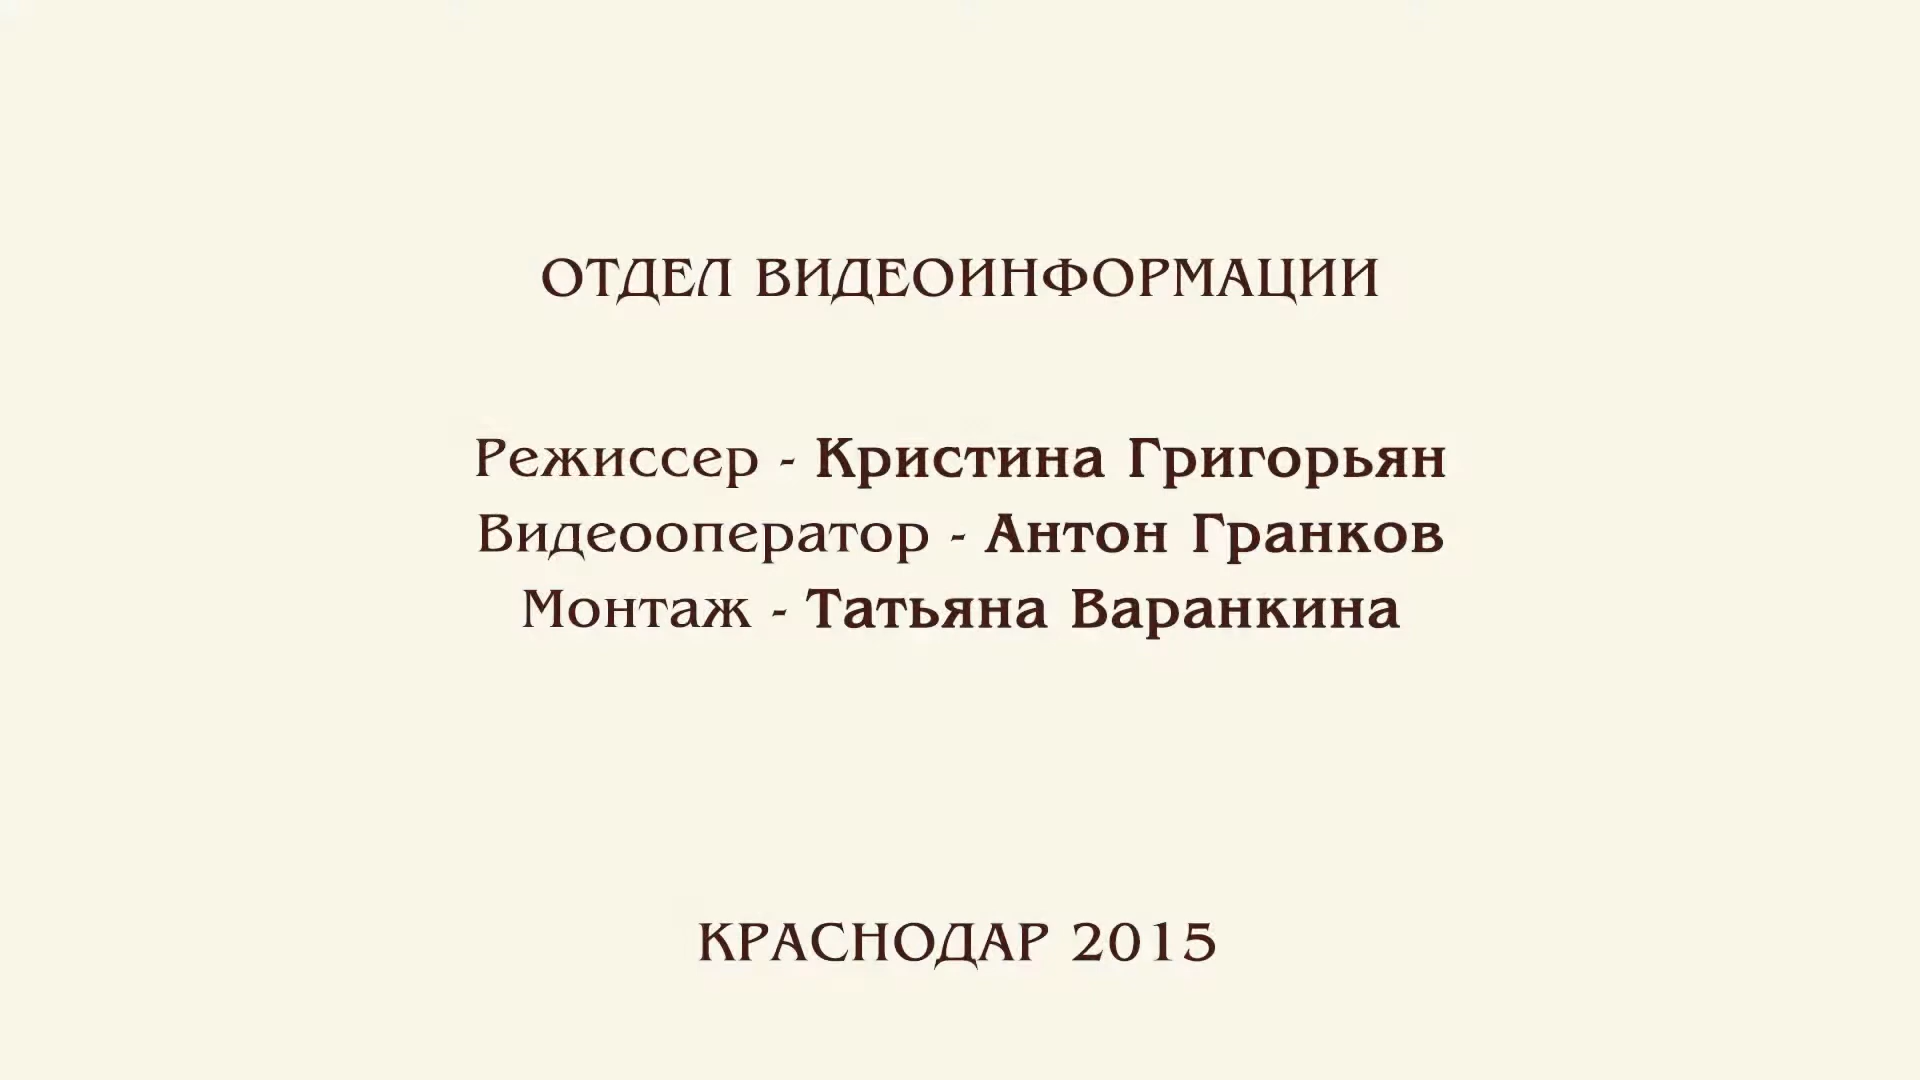 ОТДЕЛ ВИДЕОИНФОРМАЦИИ
Режиссер - Кристина Григорьян
Видеооператор - Антон Гранков
Монтаж - Татьяна Варанкина
КРАСНОДАР 2015